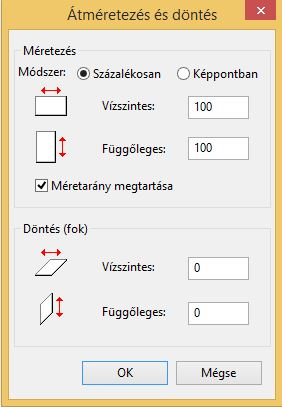 Átméretezés és döntés
Méretezés
Módszer: Százalékosan Képpontban
Vízszintes: 100
Függőleges: 100
Méretarány megtartása
Döntés (fok)
Vízszintes: 0
Függőleges: 0
OK Mégse